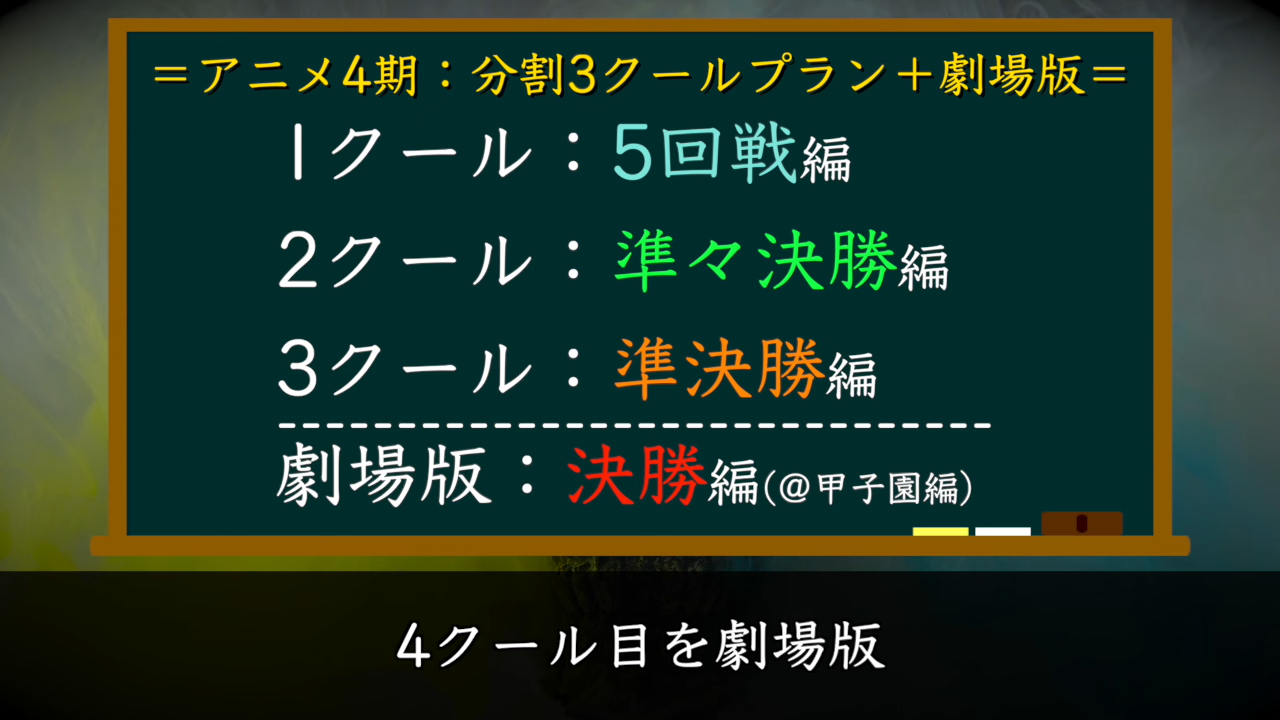 ＝アニメ4期：分割3クールプラン＋劇場版＝
1クール：5回戦編
2クール：準々決勝編
3クール：準決勝編
劇場版：決勝編(@甲子園編)
4クール目を劇場版